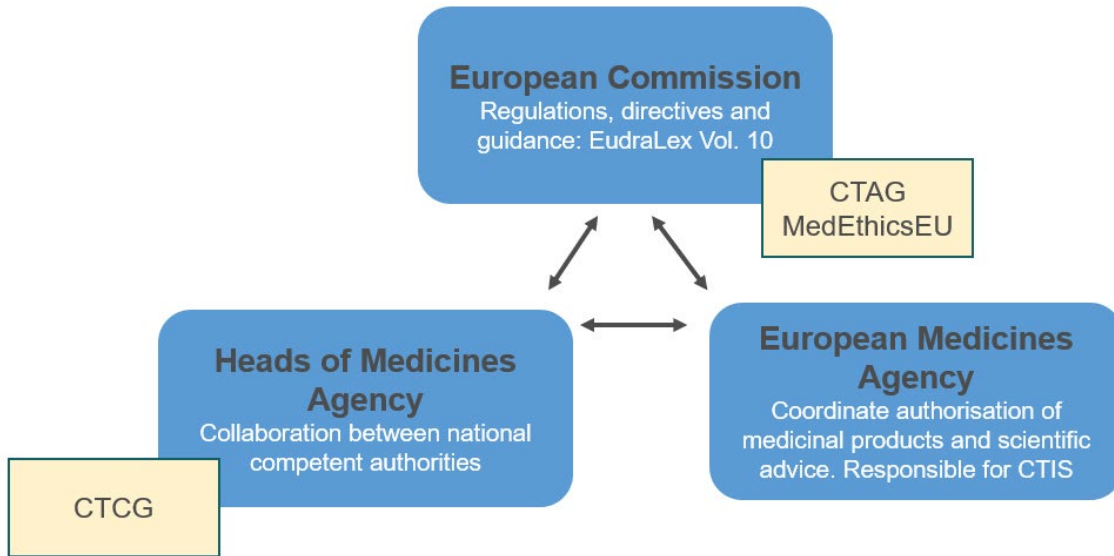 European Commission
Regulations, directives and
guidance: EudraLex Vol. 10
CTAG
MedEthicsEU
Heads of Medicines
Agency
Collaboration between national
competent authorities
CTCG
European Medicines
Agency
Coordinate authorisation of
medicinal products and scientific
advice. Responsible for CTIS